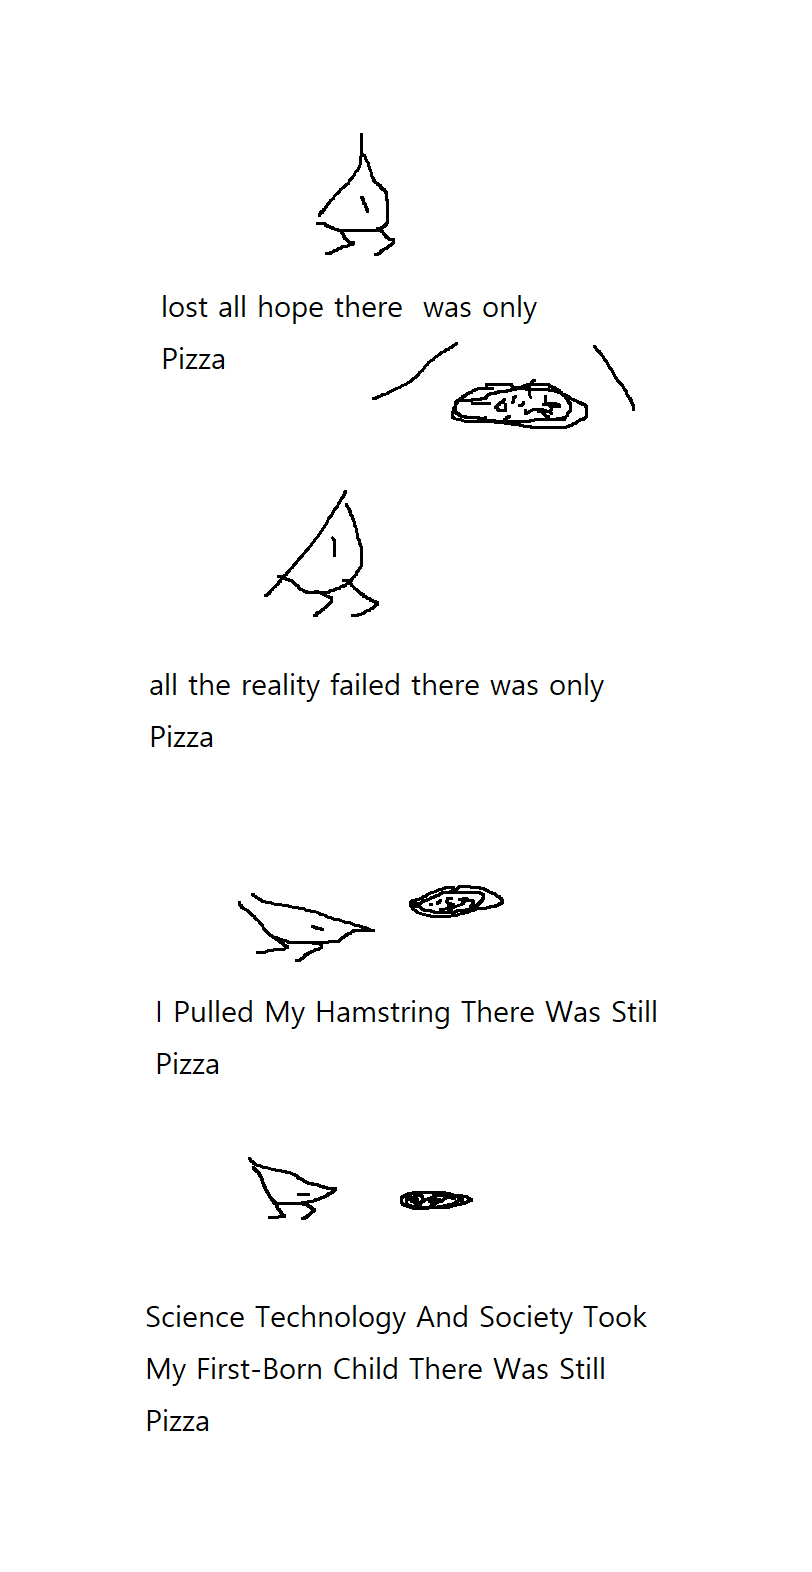 lost all hope there  was only
Pizza
all the reality failed there was only
Pizza
I Pulled My Hamstring There Was Still
Pizza
Science Technology And Society Took
My First-Born Child There Was Still
Pizza